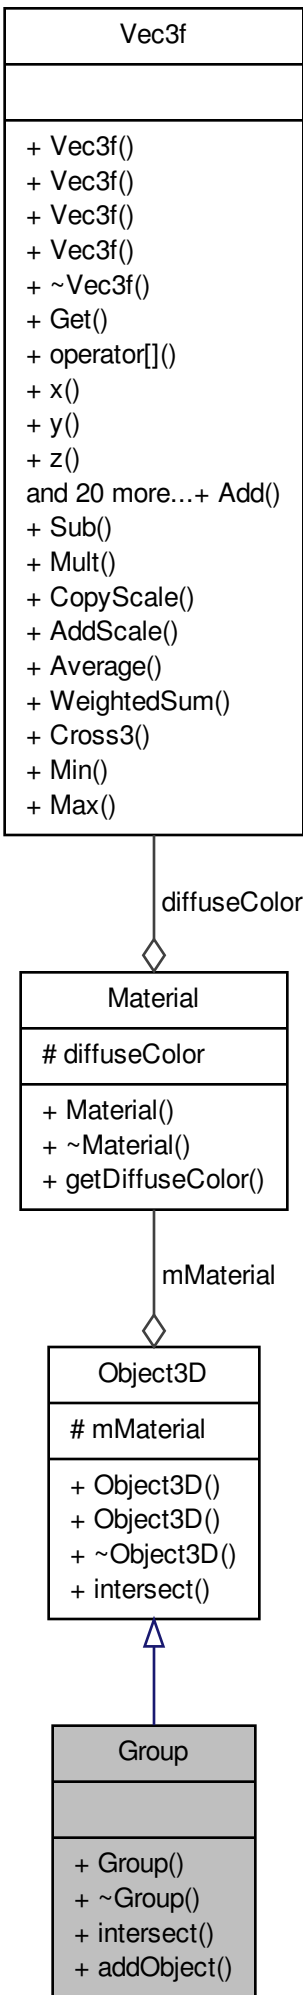 Vec3f
+ Vec3f()
+ Vec3f()
+ Vec3f()
+ Vec3f()
+ ~Vec3f()
+ Get()
+ operator[]()
+ x()
+ y()
+ z()
and 20 more...+ Add()
+ Sub()
+ Mult()
+ CopyScale()
+ AddScale()
+ Average()
+ WeightedSum()
+ Cross3()
+ Min()
+ Max()
diffuseColor
Material
# diffuseColor
+ Material()
+ ~Material()
+ getDiffuseColor()
mMaterial
Object3D
# mMaterial
+ Object3D()
+ Object3D()
+ ~Object3D()
+ intersect()
Group
+ Group()
+ ~Group()
+ intersect()
+ addObject()